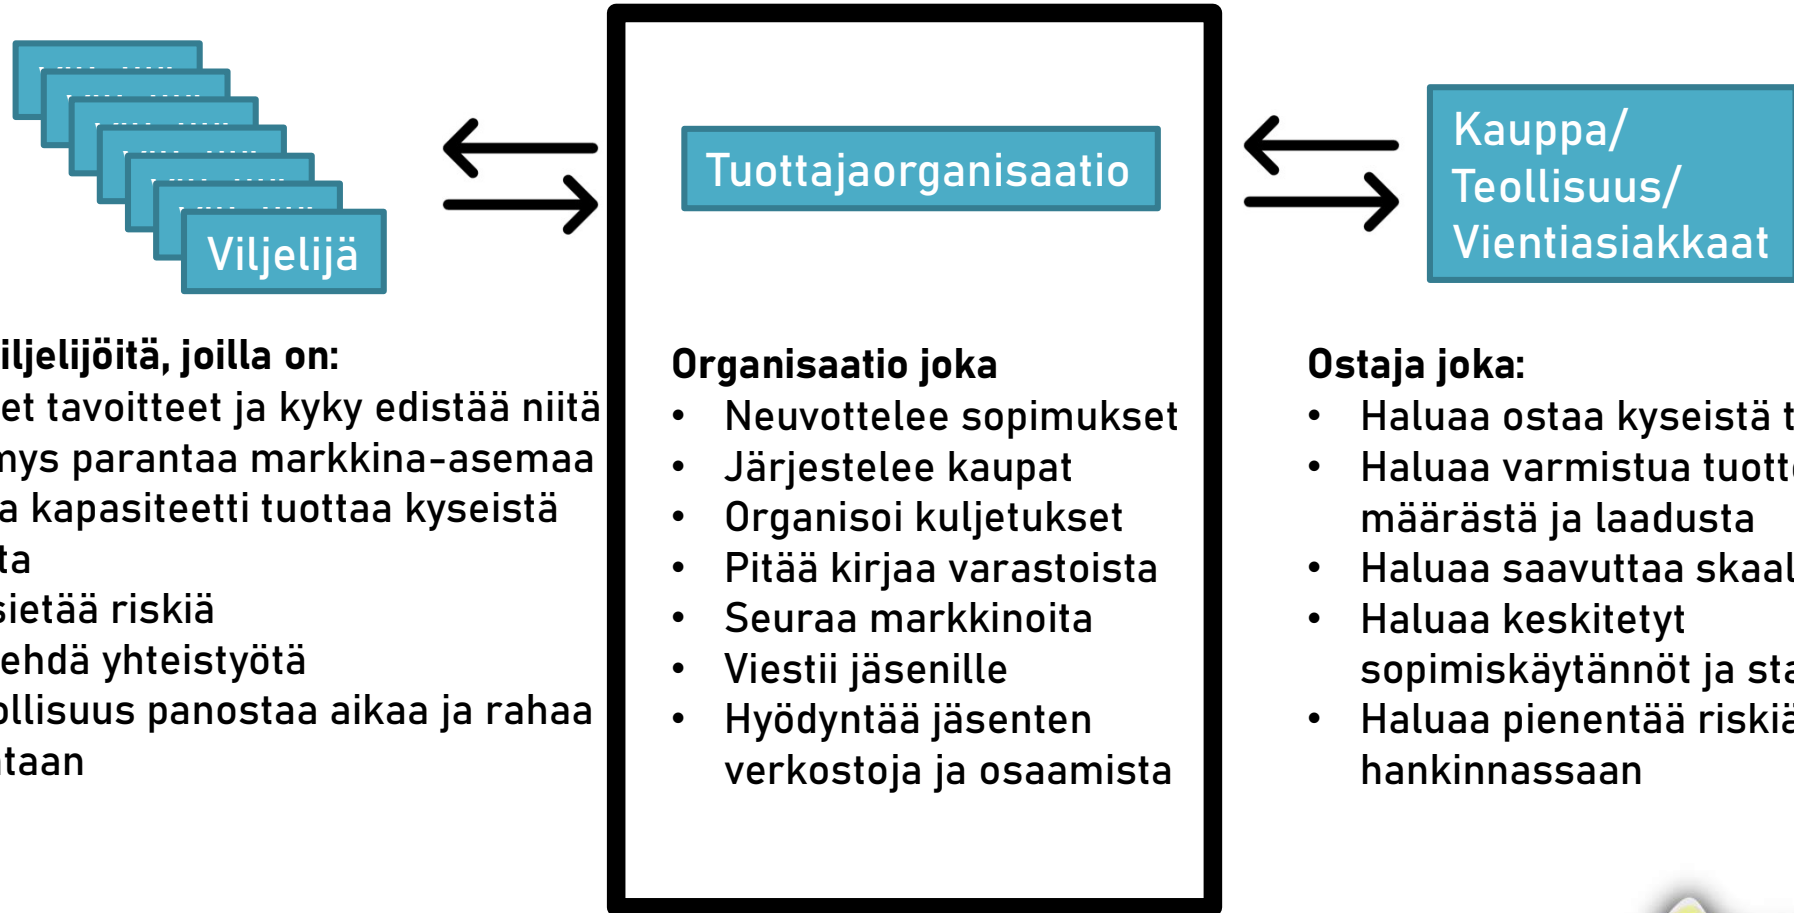 Viljelijä
iljelijöitä, joilla on:
et tavoitteet ja kyky edistää niitä
mys parantaa markkina-asemaa
a kapasiteetti tuottaa kyseistä
ta
sietää riskiä
ehdä yhteistyötä
ollisuus panostaa aikaa ja rahaa
taan
Tuottajaorganisaatio
Organisaatio joka
• Neuvottelee sopimukset
• Järjestelee kaupat
• Organisoi kuljetukset
• Pitää kirjaa varastoista
• Seuraa markkinoita
• Viestii jäsenille
• Hyödyntää jäsenten
verkostoja ja osaamista
Kauppa/
Teollisuus/
Vientiasiakkaat
Ostaja joka:
• Haluaa ostaa kyseistä t
• Haluaa varmistua tuott
määrästä ja laadusta
• Haluaa saavuttaa skaal
• Haluaa keskitetyt
sopimiskäytännöt ja sta
• Haluaa pienentää riskiä
hankinnassaan